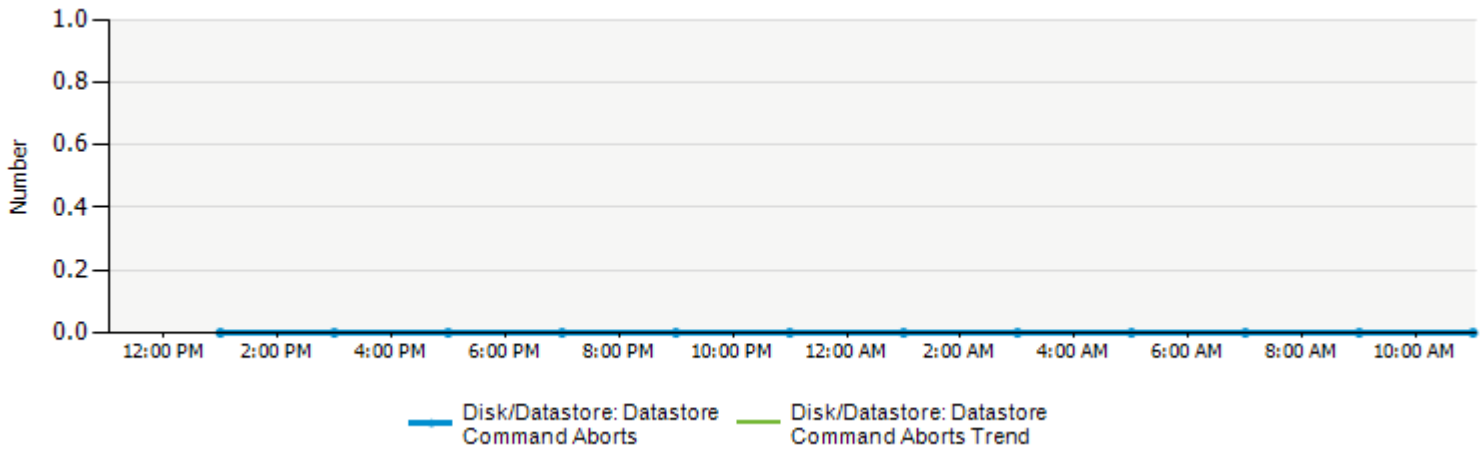 1.0
0.8
0.6
0.4
0.2
0.0
Number
12:00 PM 2:00 PM 4:00 PM 6:00 PM 8:00 PM 10:00 PM 12:00 AM 2:00 AM 4:00 AM 6:00 AM 8:00 AM 10:00 AM
Disk/Datastore: Datastore
Command Aborts
Disk/Datastore: Datastore
Command Aborts Trend